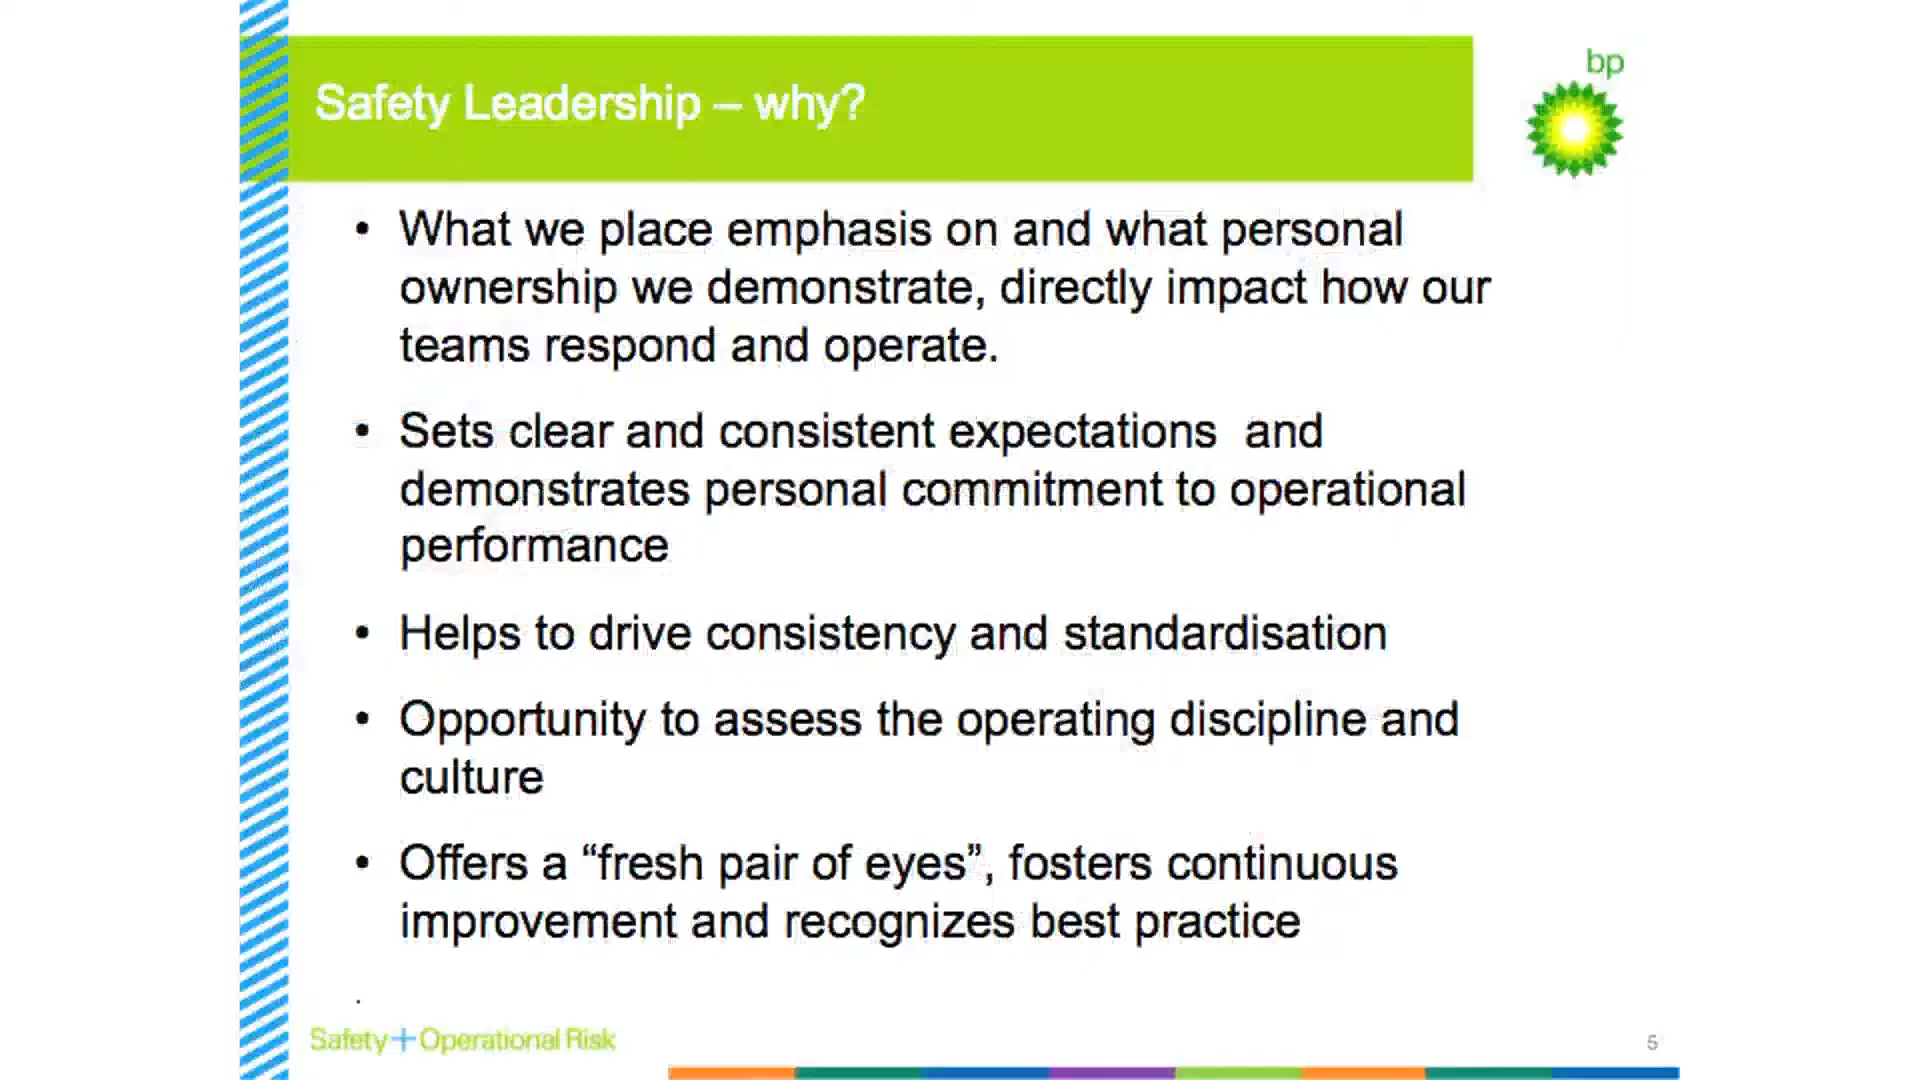 bp
Safety Leadership – why?
• What we place emphasis on and what personal
ownership we demonstrate, directly impact how our
teams respond and operate.
• Sets clear and consistent expectations  and
demonstrates personal commitment to operational
performance
• Helps to drive consistency and standardisation
• Opportunity to assess the operating discipline and
culture
• Offers a “fresh pair of eyes”, fosters continuous
improvement and recognizes best practice
.
Safety+Operational Risk
5